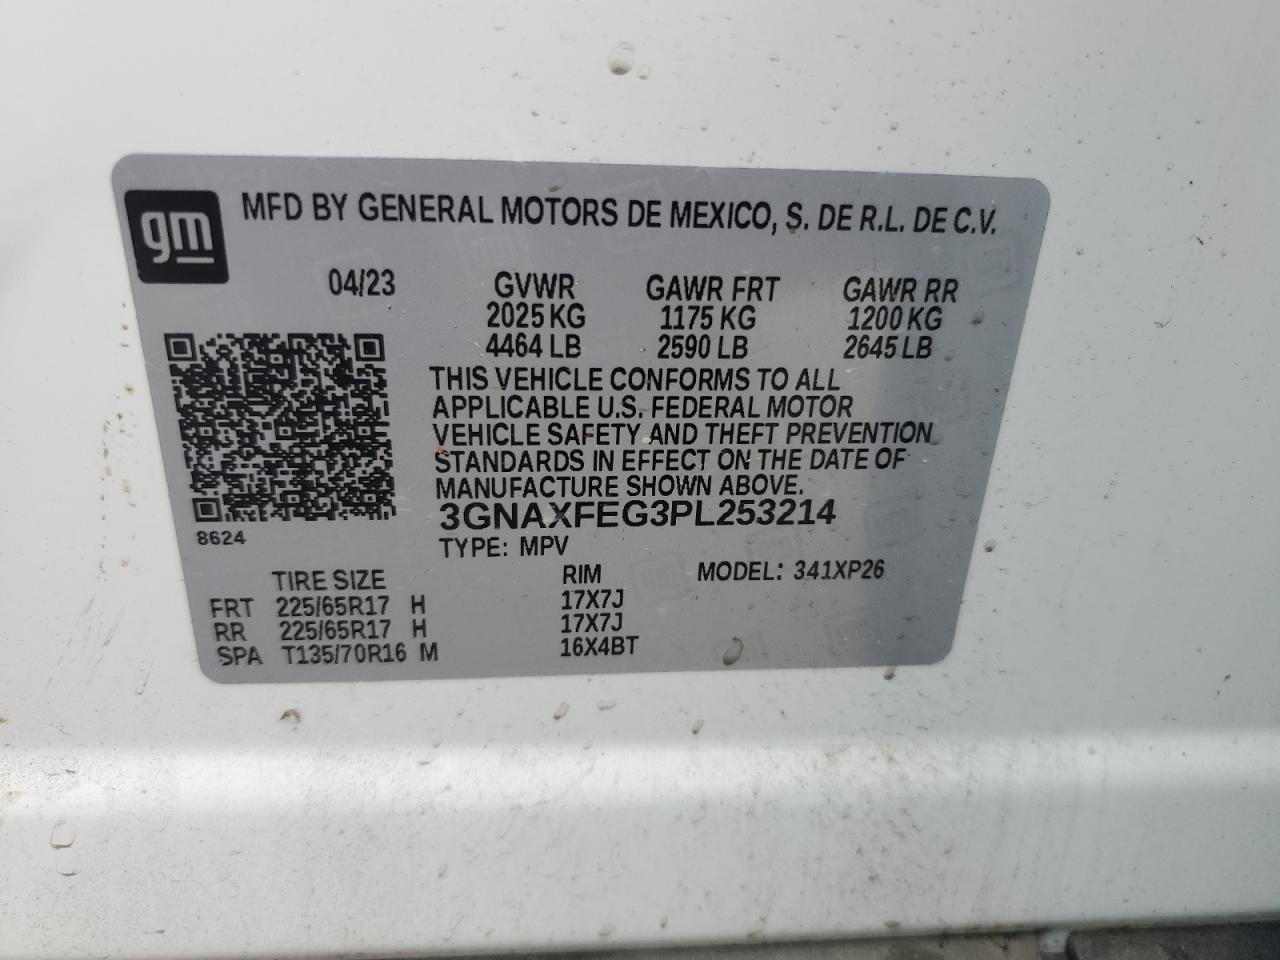 gm
MFD BY GENERAL MOTORS DE MEXICO, S. DE R.L. DE C.V.
04/23 GVWR GAWR FRT GAWR RR
2025 KG 1175 KG 1200 KG
4464 LB 2590 LB 2645 LB
THIS VEHICLE CONFORMS TO ALL
APPLICABLE U.S. FEDERAL MOTOR
VEHICLE SAFETY AND THEFT PREVENTION
STANDARDS IN EFFECT ON THE DATE OF
MANUFACTURE SHOWN ABOVE.
3GNAXFEG3PL253214
8624
TYPE: MPV
TIRE SIZE RIM MODEL: 341XP26
FRT 225/65R17 H 17X7J
RR 225/65R17 H 17X7J
SPA T135/70R16 M 16X4BT